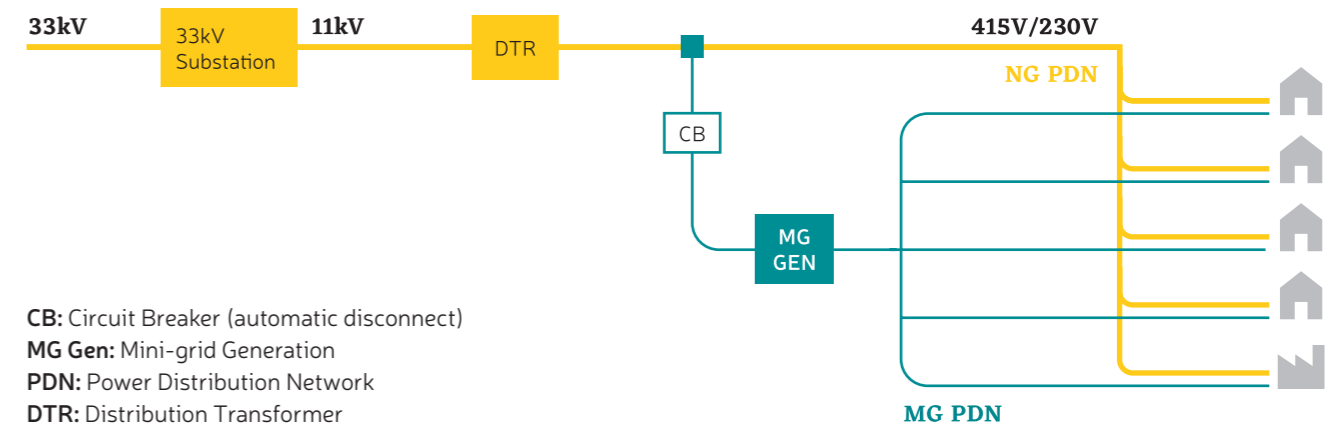 33kV
33kV
Substation
11kV
DTR
415V/230V
NG PDN
CB
MG
GEN
CB: Circuit Breaker (automatic disconnect)
MG Gen: Mini-grid Generation
PDN: Power Distribution Network
DTR: Distribution Transformer
MG PDN